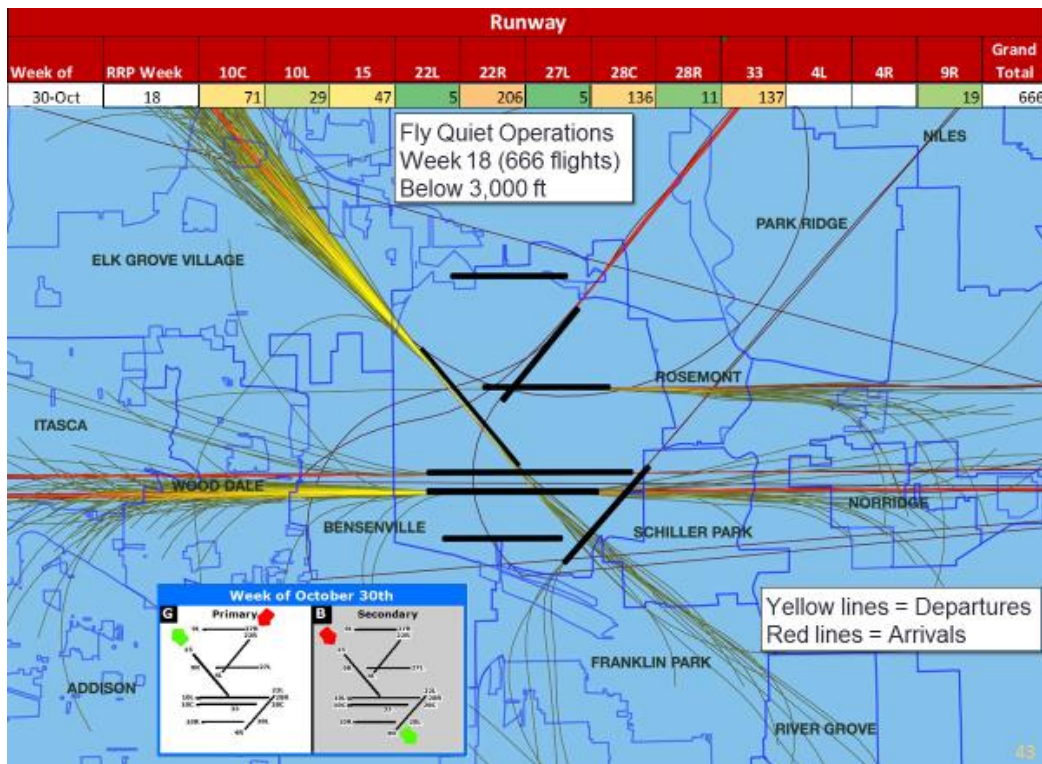 Runway
Week of RRP Week 10C 10L 15 22L 22R 27L 28C 28R 33 4L 4R 9R Grand Total
30-Oct 18 71 29 47 5 206 5 136 11 137 19 666
Fly Quiet Operations
Week 18 (666 flights)
Below 3,000 ft
NILES
PARK RIDGE
ELK GROVE VILLAGE
ROSEMONT
ITASCA
WOOD DALE
NORRIDGE
BENSENVILLE
SCHILLER PARK
Week of October 30th
G Primary B Secondary
Yellow lines = Departures
Red lines = Arrivals
FRANKLIN PARK
ADDISON
RIVER GROVE
43